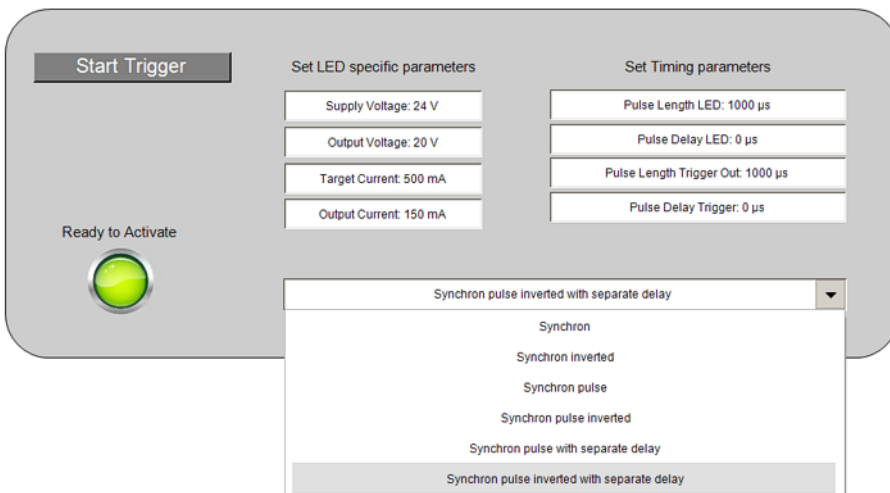 Start Trigger
Set LED specific parameters
Set Timing parameters
Supply Voltage: 24 V
Output Voltage: 20 V
Target Current: 500 mA
Output Current: 150 mA
Pulse Length LED: 1000 µs
Pulse Delay LED: 0 µs
Pulse Length Trigger Out: 1000 µs
Pulse Delay Trigger: 0 µs
Ready to Activate
Synchron pulse inverted with separate delay
Synchron
Synchron inverted
Synchron pulse
Synchron pulse inverted
Synchron pulse with separate delay
Synchron pulse inverted with separate delay